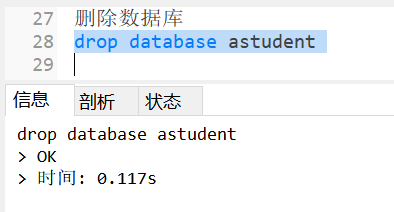 27 删除数据库
28 drop database astudent
29
信息 剖析 状态
drop database astudent
> OK
> 时间: 0.117s